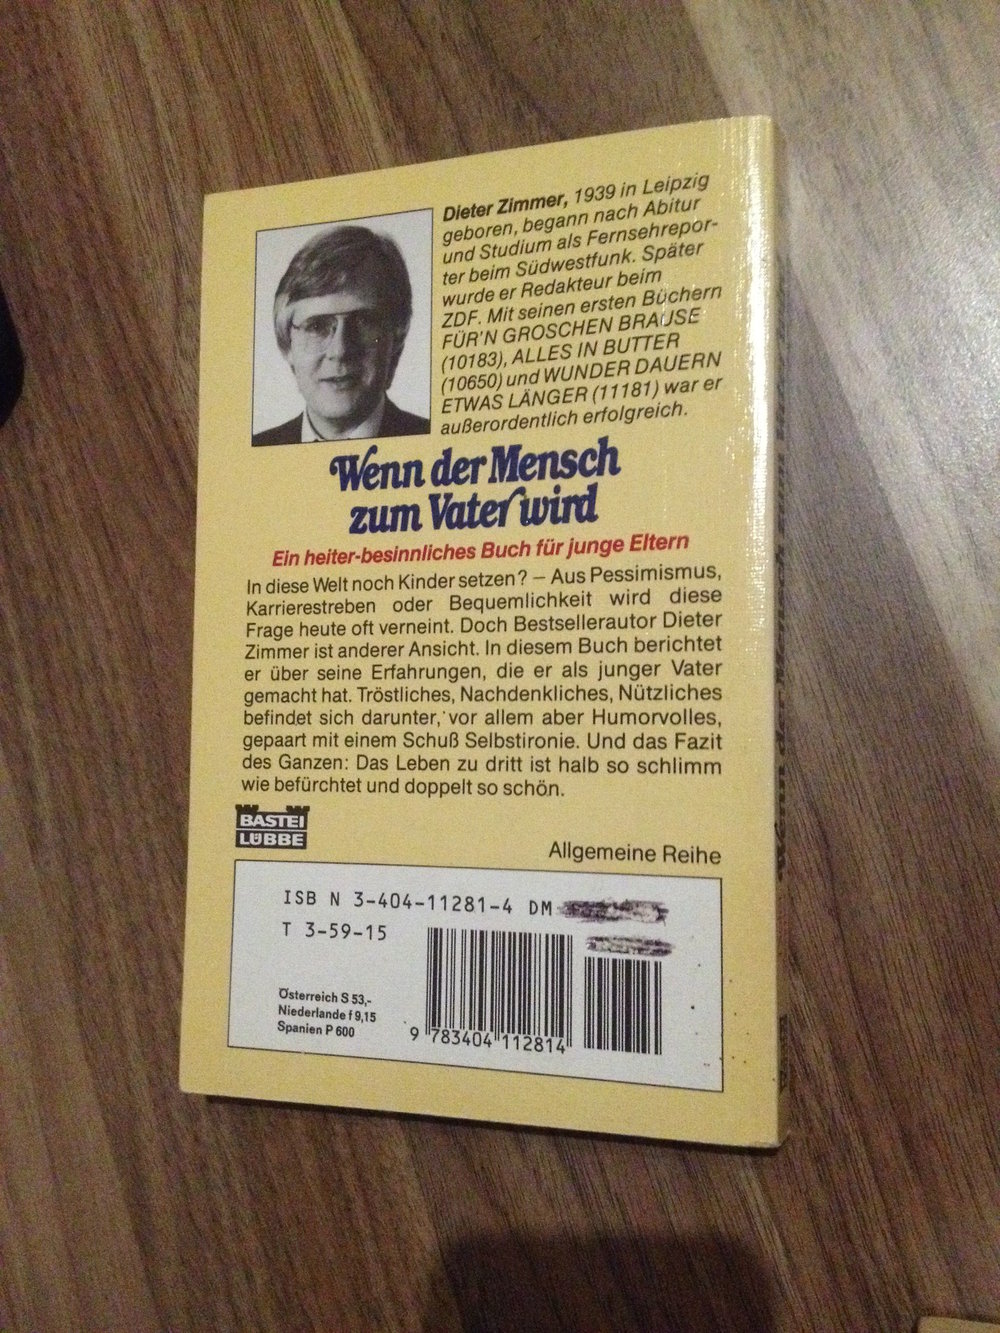 Dieter Zimmer, 1939 in Leipzig
geboren, begann nach Abitur
und Studium als Fernsehrepor-
ter beim Südwestfunk. Später
wurde er Redakteur beim
ZDF. Mit seinen ersten Büchern
FÜR'N GROSCHEN BRAUSE
(10183), ALLES IN BUTTER
(10650) und WUNDER DAUERN
ETWAS LÄNGER (11181) war er
außerordentlich erfolgreich.
Wenn der Mensch
zum Vater wird
Ein heiter-besinnliches Buch für junge Eltern
In diese Welt noch Kinder setzen? – Aus Pessimismus,
Karrierestreben oder Bequemlichkeit wird diese
Frage heute oft verneint. Doch Bestsellerautor Dieter
Zimmer ist anderer Ansicht. In diesem Buch berichtet
er über seine Erfahrungen, die er als junger Vater
gemacht hat. Tröstliches, Nachdenkliches, Nützliches
befindet sich darunter, vor allem aber Humorvolles,
gepaart mit einem Schuß Selbstironie. Und das Fazit
des Ganzen: Das Leben zu dritt ist halb so schlimm
wie befürchtet und doppelt so schön.
BASTEI
LÜBBE
Allgemeine Reihe
ISB N 3-404-11281-4 DM
T 3-59-15
Österreich S 53,-
Niederlande f 9,15
Spanien P 600
9 783404 112814